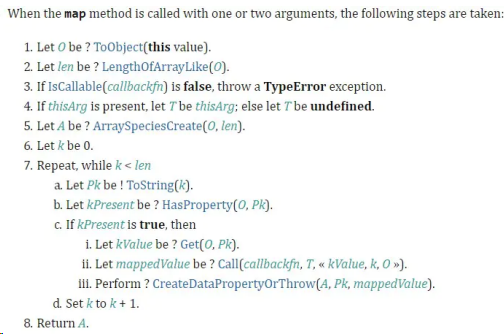 When the map method is called with one or two arguments, the following steps are taken:
1. Let O be ? ToObject(this value).
2. Let len be ? LengthOfArrayLike(O).
3. If IsCallable(callbackfn) is false, throw a TypeError exception.
4. If thisArg is present, let T be thisArg; else let T be undefined.
5. Let A be ? ArraySpeciesCreate(O, len).
6. Let k be 0.
7. Repeat, while k < len
a. Let Pk be ! ToString(k).
b. Let kPresent be ? HasProperty(O, Pk).
c. If kPresent is true, then
i. Let kValue be ? Get(O, Pk).
ii. Let mappedValue be ? Call(callbackfn, T, « kValue, k, O »).
iii. Perform ? CreateDataPropertyOrThrow(A, Pk, mappedValue).
d. Set k to k + 1.
8. Return A.